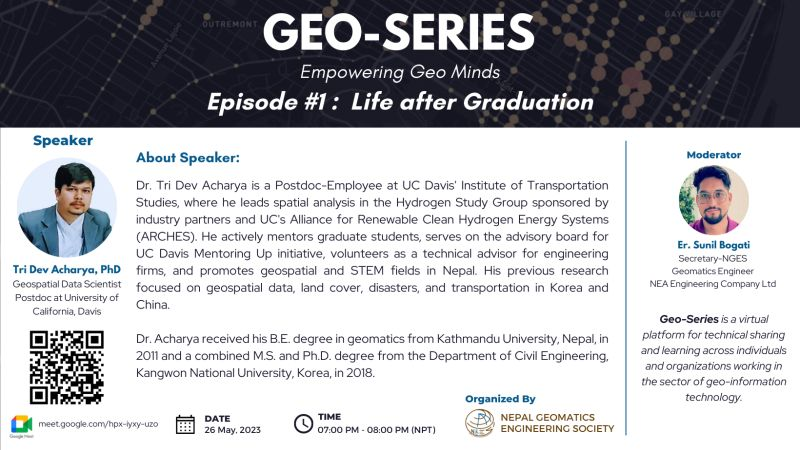 OUTREMONT
GAY VILLAGE
GEO-SERIES
Empowering Geo Minds
Episode #1 : Life after Graduation
Speaker
Tri Dev Acharya, PhD
Geospatial Data Scientist
Postdoc at University of
California, Davis
About Speaker:
Dr. Tri Dev Acharya is a Postdoc-Employee at UC Davis' Institute of Transportation
Studies, where he leads spatial analysis in the Hydrogen Study Group sponsored by
industry partners and UC's Alliance for Renewable Clean Hydrogen Energy Systems
(ARCHES). He actively mentors graduate students, serves on the advisory board for
UC Davis Mentoring Up initiative, volunteers as a technical advisor for engineering
firms, and promotes geospatial and STEM fields in Nepal. His previous research
focused on geospatial data, land cover, disasters, and transportation in Korea and
China.
Dr. Acharya received his B.E. degree in geomatics from Kathmandu University, Nepal, in
2011 and a combined M.S. and Ph.D. degree from the Department of Civil Engineering,
Kangwon National University, Korea, in 2018.
Moderator
Er. Sunil Bogati
Secretary-NGES
Geomatics Engineer
NEA Engineering Company Ltd
Geo-Series is a virtual
platform for technical sharing
and learning across individuals
and organizations working in
the sector of geo-information
technology.
Google Meet
meet.google.com/hpx-iyxy-uzo
DATE
26 May, 2023
TIME
07:00 PM - 08:00 PM (NPT)
Organized By
NEPAL GEOMATICS
ENGINEERING SOCIETY